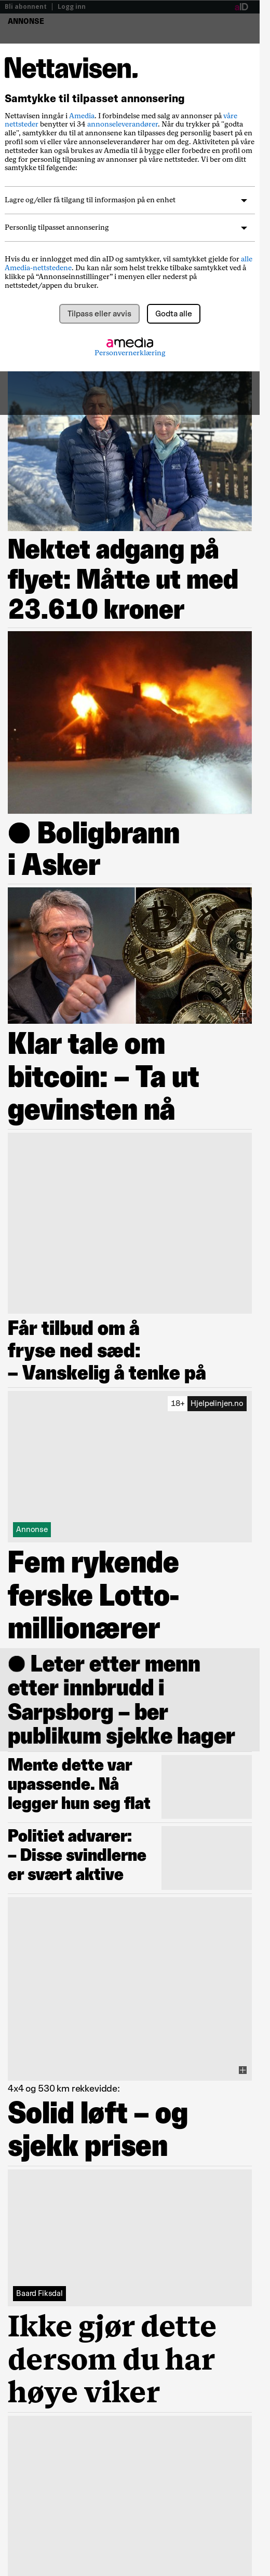 Bli abonnent | Logg inn
aID
ANNONSE
Nettavisen.
Samtykke til tilpasset annonsering
Nettavisen inngår i Amedia. I forbindelse med salg av annonser på våre
nettsteder benytter vi 34 annonseleverandører. Når du trykker på "godta
alle", samtykker du til at annonsene kan tilpasses deg personlig basert på en
profil som vi eller våre annonseleverandører har om deg. Aktiviteten på våre
nettsteder kan også brukes av Amedia til å bygge eller forbedre en profil om
deg for personlig tilpasning av annonser på våre nettsteder. Vi ber om ditt
samtykke til følgende:
Lagre og/eller få tilgang til informasjon på en enhet
Personlig tilpasset annonsering
Hvis du er innlogget med din aID og samtykker, vil samtykket gjelde for alle
Amedia-nettstedene. Du kan når som helst trekke tilbake samtykket ved å
klikke på “Annonseinnstillinger” i menyen eller nederst på
nettstedet/appen du bruker.
Tilpass eller avvis
Godta alle
amedia
Personvernerklæring
Nektet adgang på
flyet: Måtte ut med
23.610 kroner
● Boligbrann
i Asker
Klar tale om
bitcoin: – Ta ut
gevinsten nå
Får tilbud om å
fryse ned sæd:
– Vanskelig å tenke på
18+ Hjelpelinjen.no
Annonse
Fem rykende
ferske Lotto-
millionærer
● Leter etter menn
etter innbrudd i
Sarpsborg – ber
publikum sjekke hager
Mente dette var
upassende. Nå
legger hun seg flat
Politiet advarer:
– Disse svindlerne
er svært aktive
4x4 og 530 km rekkevidde:
Solid løft – og
sjekk prisen
Baard Fiksdal
Ikke gjør dette
dersom du har
høye viker